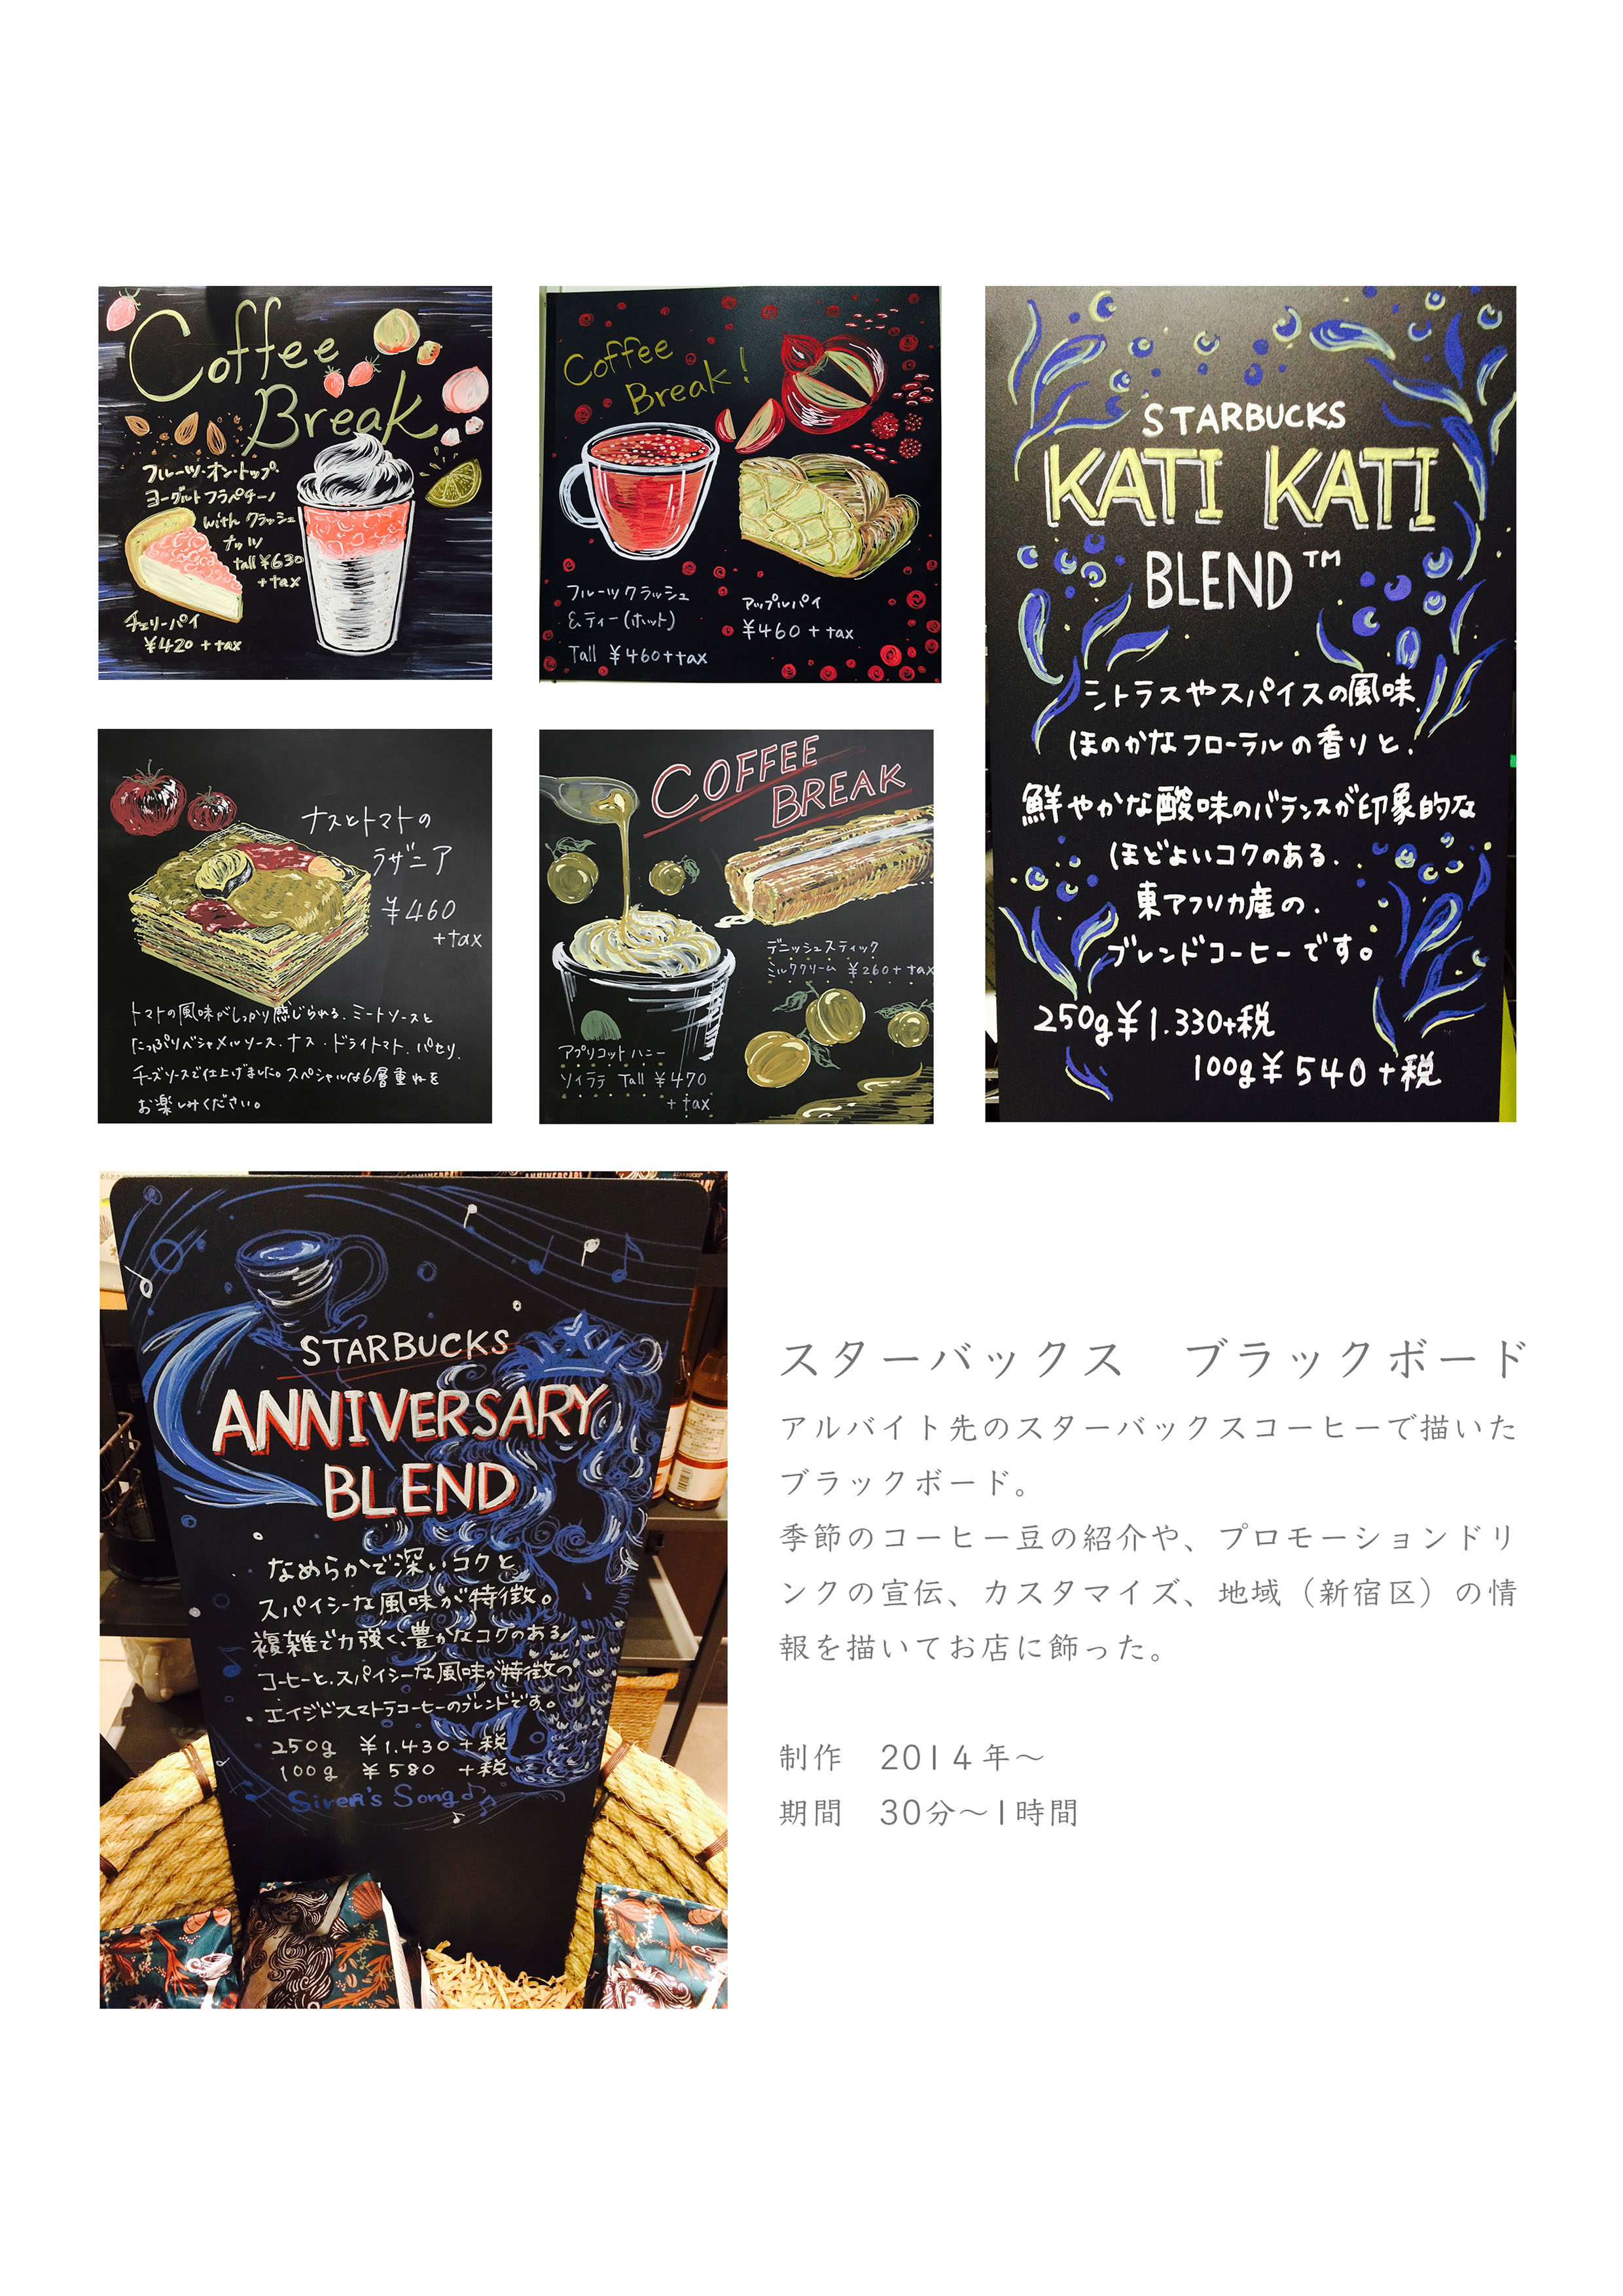 Coffee
Break
フルーツ・オン・トップ・
ヨーグルトフラペチーノ
with クラッシュ
ナッツ
tall ¥630
+tax
チェリーパイ
¥420 +tax
Coffee
Break!
フルーツクラッシュ
&ティー(ホット)
Tall ¥460+tax
アップルパイ
¥460 + tax
STARBUCKS
KATI KATI
BLEND™
シトラスやスパイスの風味、
ほのかなフローラルの香りと、
鮮やかな酸味のバランスが印象的な
ほどよいコクのある、
東アフリカ産の、
ブレンドコーヒーです。
250g ¥1.330+税
100g ¥540+税
ナスとトマトの
ラザニア
¥460
+tax
トマトの風味がしっかり感じられる、ミートソースと
たっぷりベシャメルソース、ナス・ドライトマト、パセリ、
チーズソースで仕上げました。スペシャルな6層重ねを
お楽しみください。
COFFEE
BREAK
デニッシュスティック
ミルククリーム ¥260+tax
アプリコットハニー
ソイラテ Tall ¥470
+tax
STARBUCKS
ANNIVERSARY
BLEND
なめらかで深いコクと
スパイシーな風味が特徴。
複雑で力強く、豊かなコクのある
コーヒーと、スパイシーな風味が特徴の
エイジドスマトラコーヒーのブレンドです。
250g ¥1.430+税
100g ¥580 +税
Siren's Song♪
スターバックス ブラックボード
アルバイト先のスターバックスコーヒーで描いた
ブラックボード。
季節のコーヒー豆の紹介や、プロモーションドリ
ンクの宣伝、カスタマイズ、地域(新宿区)の情
報を描いてお店に飾った。
制作 2014年〜
期間 30分〜1時間